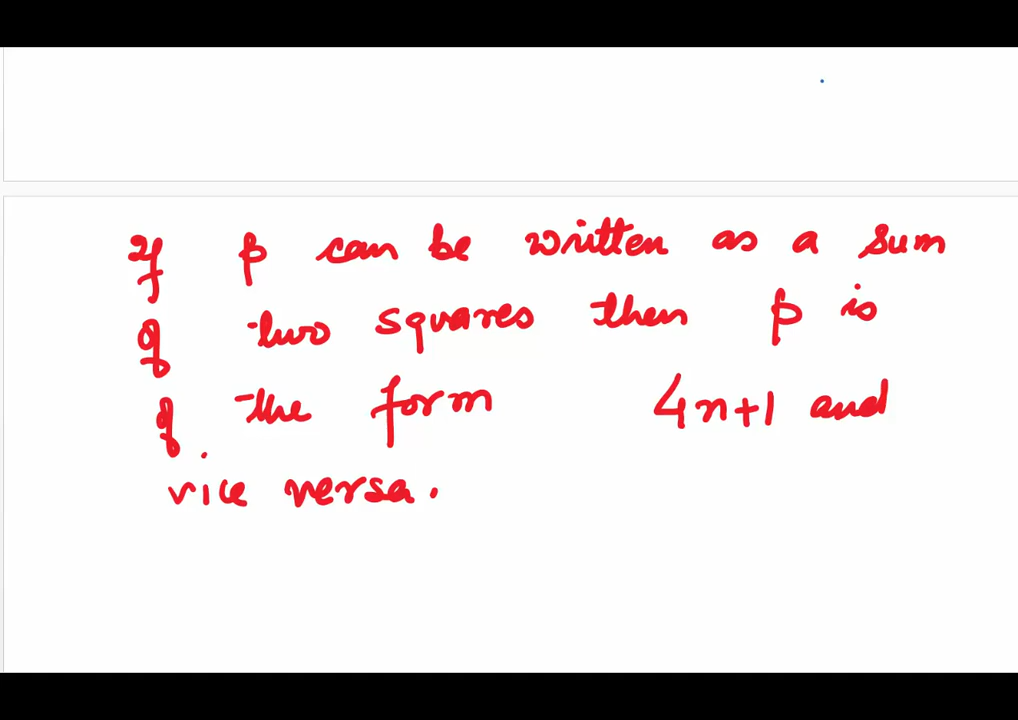 If p can be written as a sum
of two squares then p is
of the form 4n+1 and
vice versa.